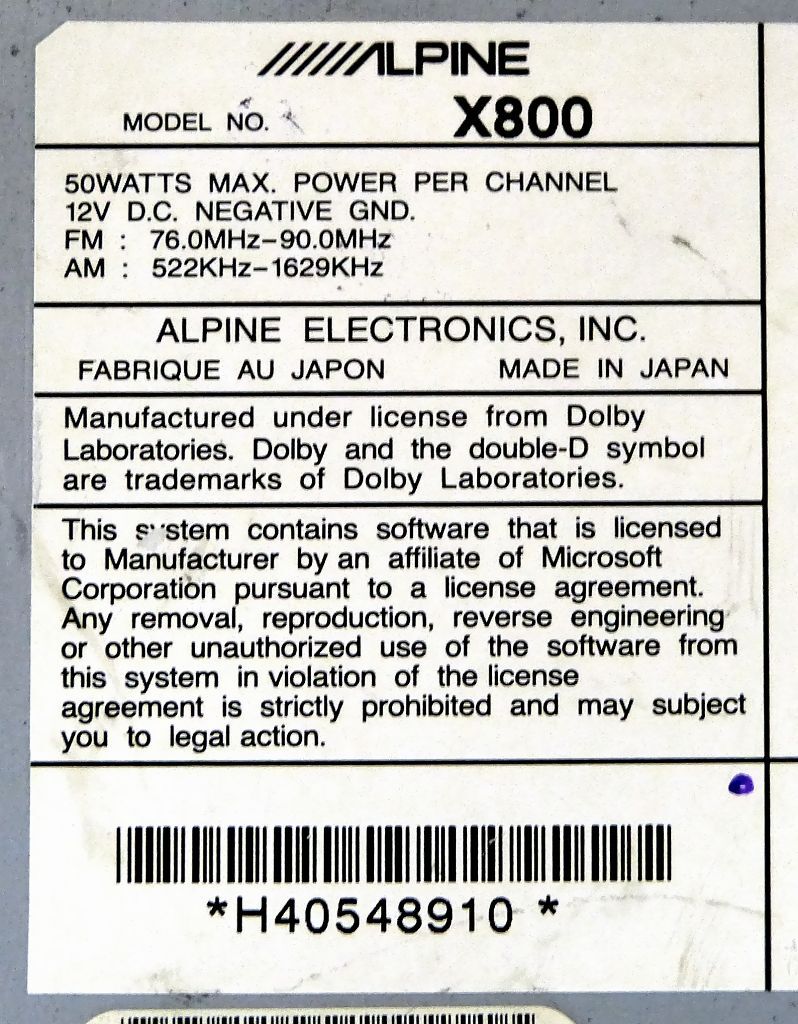 ALPINE
MODEL NO. X800
50WATTS MAX. POWER PER CHANNEL
12V D.C. NEGATIVE GND.
FM : 76.0MHz-90.0MHz
AM : 522KHz-1629KHz
ALPINE ELECTRONICS, INC.
FABRIQUE AU JAPON MADE IN JAPAN
Manufactured under license from Dolby
Laboratories. Dolby and the double-D symbol
are trademarks of Dolby Laboratories.
This system contains software that is licensed
to Manufacturer by an affiliate of Microsoft
Corporation pursuant to a license agreement.
Any removal, reproduction, reverse engineering
or other unauthorized use of the software from
this system in violation of the license
agreement is strictly prohibited and may subject
you to legal action.
*H40548910 *